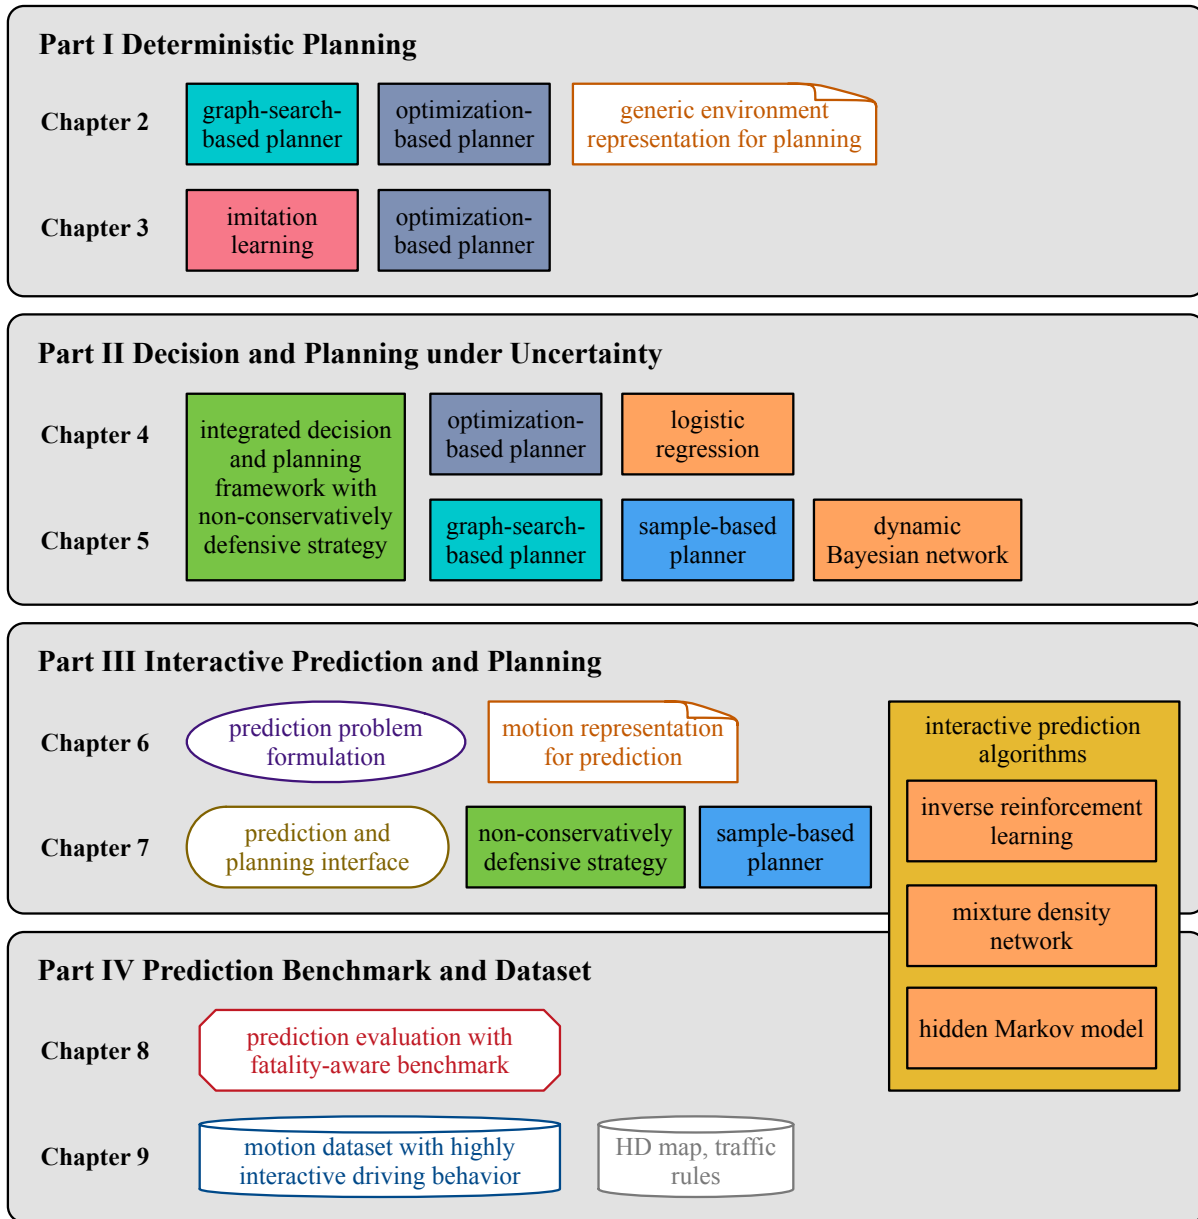 Part I Deterministic Planning
Chapter 2
graph-search-
based planner
optimization-
based planner
generic environment
representation for planning
Chapter 3
imitation
learning
optimization-
based planner
Part II Decision and Planning under Uncertainty
Chapter 4
integrated decision
and planning
framework with
non-conservatively
defensive strategy
optimization-
based planner
logistic
regression
Chapter 5
graph-search-
based planner
sample-based
planner
dynamic
Bayesian network
Part III Interactive Prediction and Planning
Chapter 6
prediction problem
formulation
motion representation
for prediction
interactive prediction
algorithms
inverse reinforcement
learning
mixture density
network
hidden Markov model
Chapter 7
prediction and
planning interface
non-conservatively
defensive strategy
sample-based
planner
Part IV Prediction Benchmark and Dataset
Chapter 8
prediction evaluation with
fatality-aware benchmark
Chapter 9
motion dataset with highly
interactive driving behavior
HD map, traffic
rules